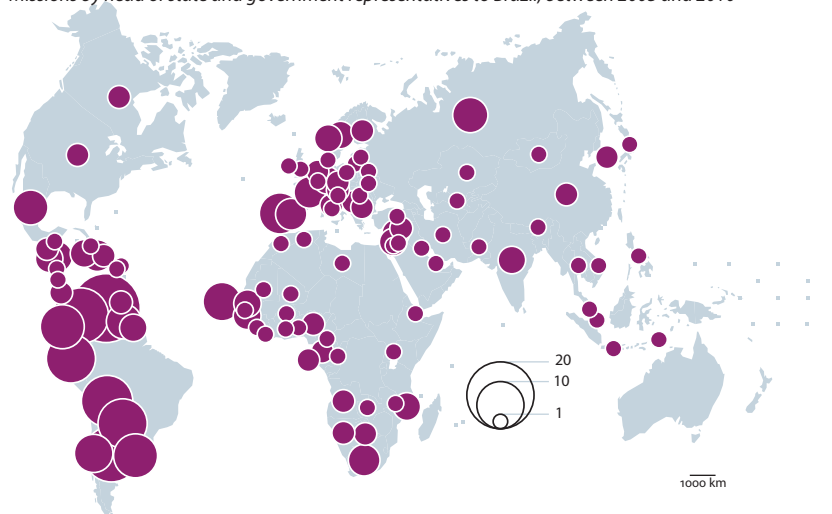 missions by head of state and government representatives to Brazil, between 2003 and 2010
20
10
1
1000 km